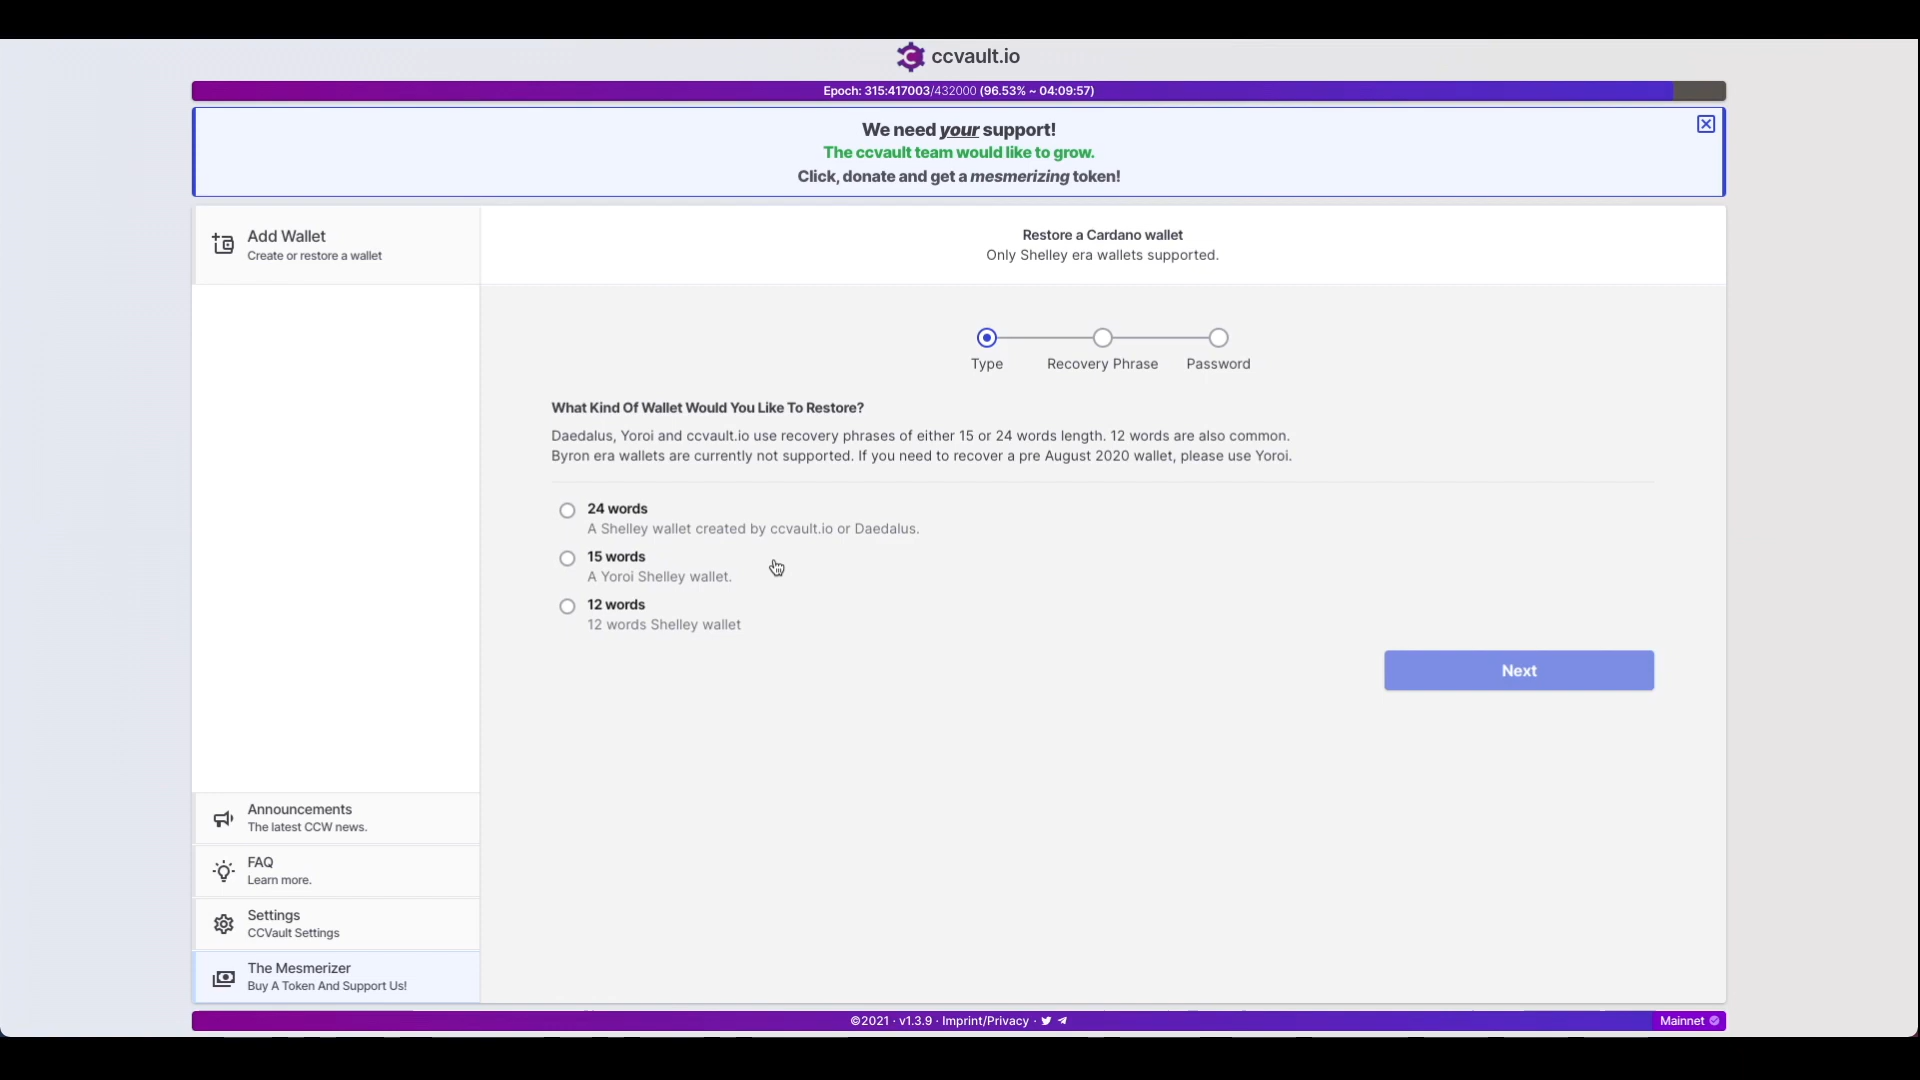 ccvault.io
Epoch: 315:417003/432000 (96.53% ~ 04:09:57)
We need your support!
The ccvault team would like to grow.
Click, donate and get a mesmerizing token!
Add Wallet
Create or restore a wallet
Restore a Cardano wallet
Only Shelley era wallets supported.
Type
Recovery Phrase
Password
What Kind Of Wallet Would You Like To Restore?
Daedalus, Yoroi and ccvault.io use recovery phrases of either 15 or 24 words length. 12 words are also common.
Byron era wallets are currently not supported. If you need to recover a pre August 2020 wallet, please use Yoroi.
24 words
A Shelley wallet created by ccvault.io or Daedalus.
15 words
A Yoroi Shelley wallet.
12 words
12 words Shelley wallet
Next
Announcements
The latest CCW news.
FAQ
Learn more.
Settings
CCVault Settings
The Mesmerizer
Buy A Token And Support Us!
©2021 · v1.3.9 · Imprint/Privacy ·
Mainnet